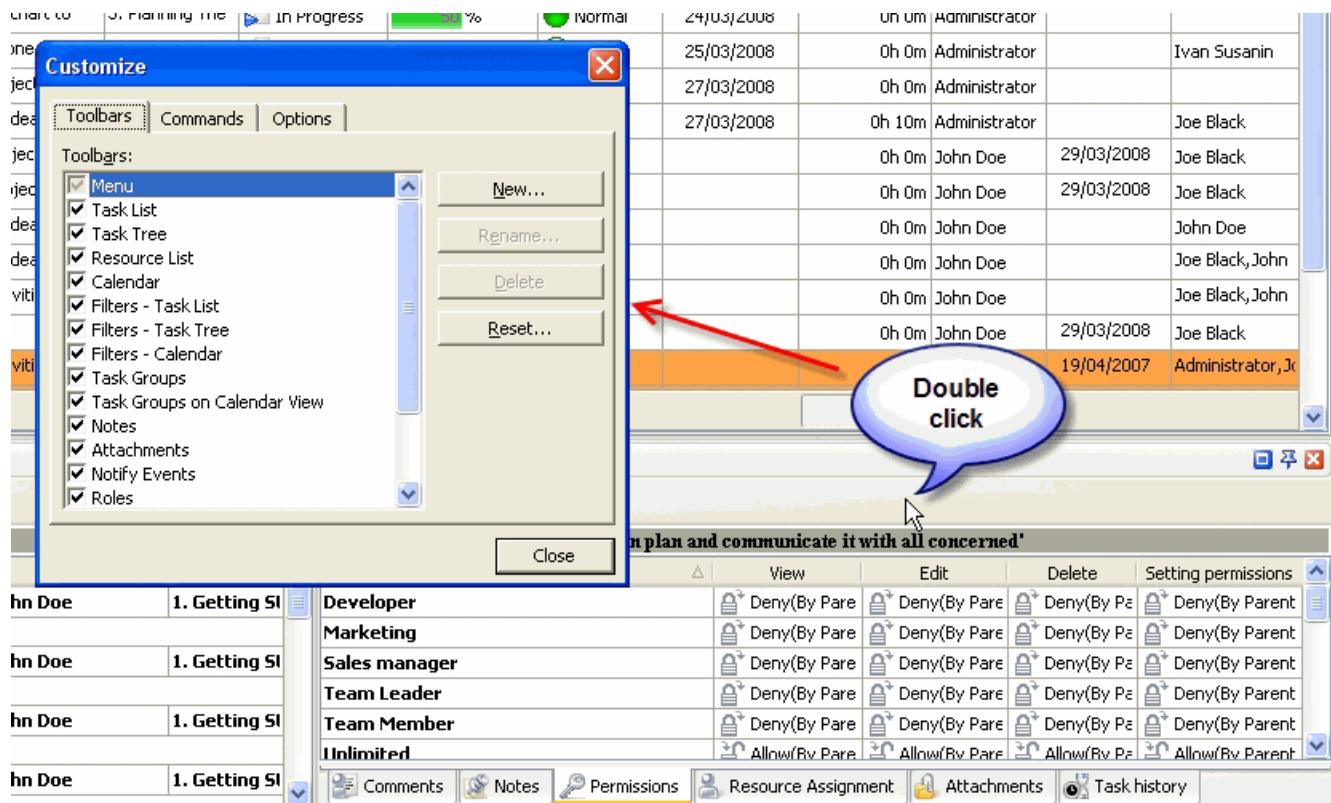 chart to 3. Planning The In Progress 50 % Normal 24/03/2008 0h 0m Administrator
25/03/2008 0h 0m Administrator Ivan Susanin
27/03/2008 0h 0m Administrator
27/03/2008 0h 10m Administrator Joe Black
0h 0m John Doe 29/03/2008 Joe Black
0h 0m John Doe 29/03/2008 Joe Black
0h 0m John Doe John Doe
0h 0m John Doe Joe Black, John
viti 0h 0m John Doe Joe Black, John
0h 0m John Doe 29/03/2008 Joe Black
viti 19/04/2007 Administrator, Jo
Customize
Toolbars Commands Options
Toolbars:
Menu
Task List
Task Tree
Resource List
Calendar
Filters - Task List
Filters - Task Tree
Filters - Calendar
Task Groups
Task Groups on Calendar View
Notes
Attachments
Notify Events
Roles
New...
Rename...
Delete
Reset...
Close
Double
click
n plan and communicate it with all concerned"
View Edit Delete Setting permissions
hn Doe 1. Getting St Developer Deny(By Pare Deny(By Pare Deny(By Pa Deny(By Parent
Marketing Deny(By Pare Deny(By Pare Deny(By Pa Deny(By Parent
hn Doe 1. Getting St Sales manager Deny(By Pare Deny(By Pare Deny(By Pa Deny(By Parent
Team Leader Deny(By Pare Deny(By Pare Deny(By Pa Deny(By Parent
hn Doe 1. Getting St Team Member Deny(By Pare Deny(By Pare Deny(By Pa Deny(By Parent
Unlimited Allow(By Pare Allow(By Pare Allow(By Pa Allow(By Parent
hn Doe 1. Getting St
Comments Notes Permissions Resource Assignment Attachments Task history